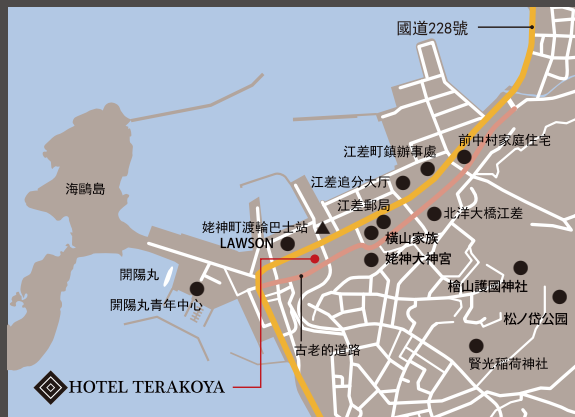 國道228號
前中村家庭住宅
江差町鎮辦事處
江差追分大厅
海鷗島
江差郵局
北洋大橋江差
姥神町渡輪巴士站
LAWSON
橫山家族
姥神大神宮
開陽丸
檜山護國神社
開陽丸青年中心
松ノ岱公園
古老的道路
賢光稲荷神社
HOTEL TERAKOYA